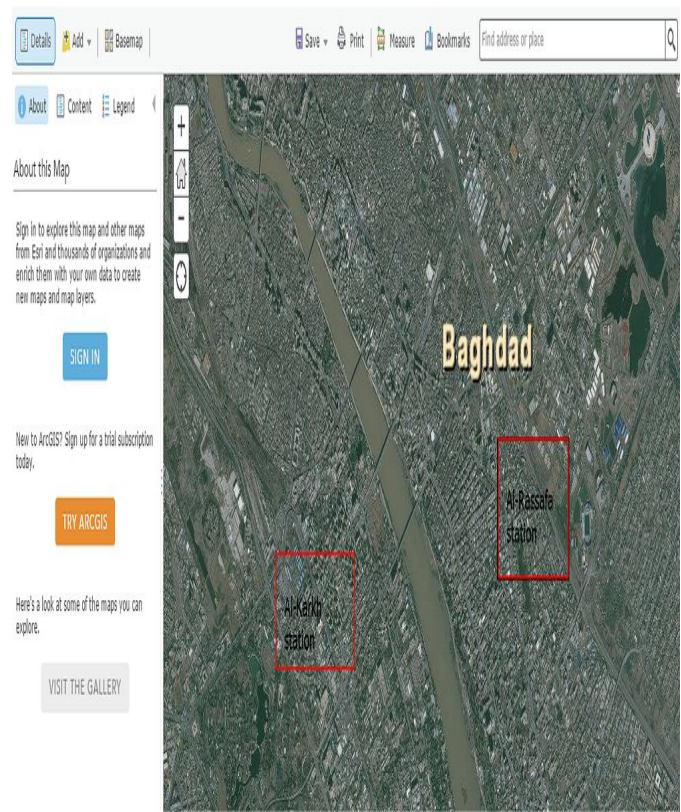 Details Add Basemap Save Print Measure Bookmarks Find address or place
About Content Legend
About this Map
Sign in to explore this map and other maps
from Esri and thousands of organizations and
enrich them with your own data to create
new maps and map layers.
SIGN IN
New to ArcGIS? Sign up for a trial subscription
today.
TRY ARCGIS
Here's a look at some of the maps you can
explore.
VISIT THE GALLERY
+
−
Baghdad
Al-Rassafa
station
Al-Karkh
station